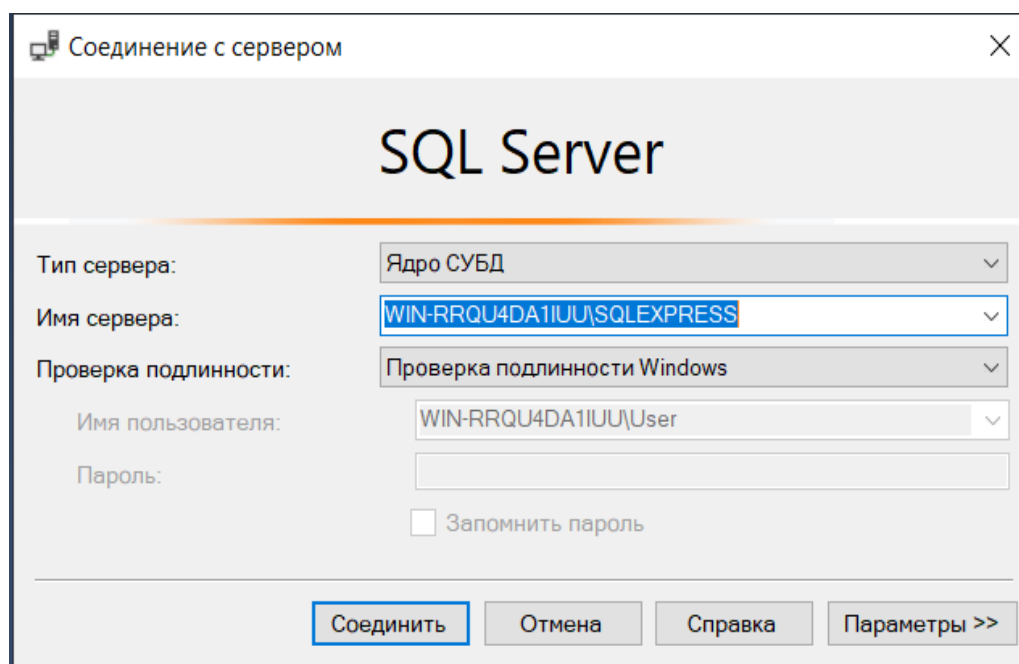 Соединение с сервером
SQL Server
Тип сервера: Ядро СУБД
Имя сервера: WIN-RRQU4DA1IUU\SQLEXPRESS
Проверка подлинности: Проверка подлинности Windows
Имя пользователя: WIN-RRQU4DA1IUU\User
Пароль:
Запомнить пароль
Соединить Отмена Справка Параметры >>